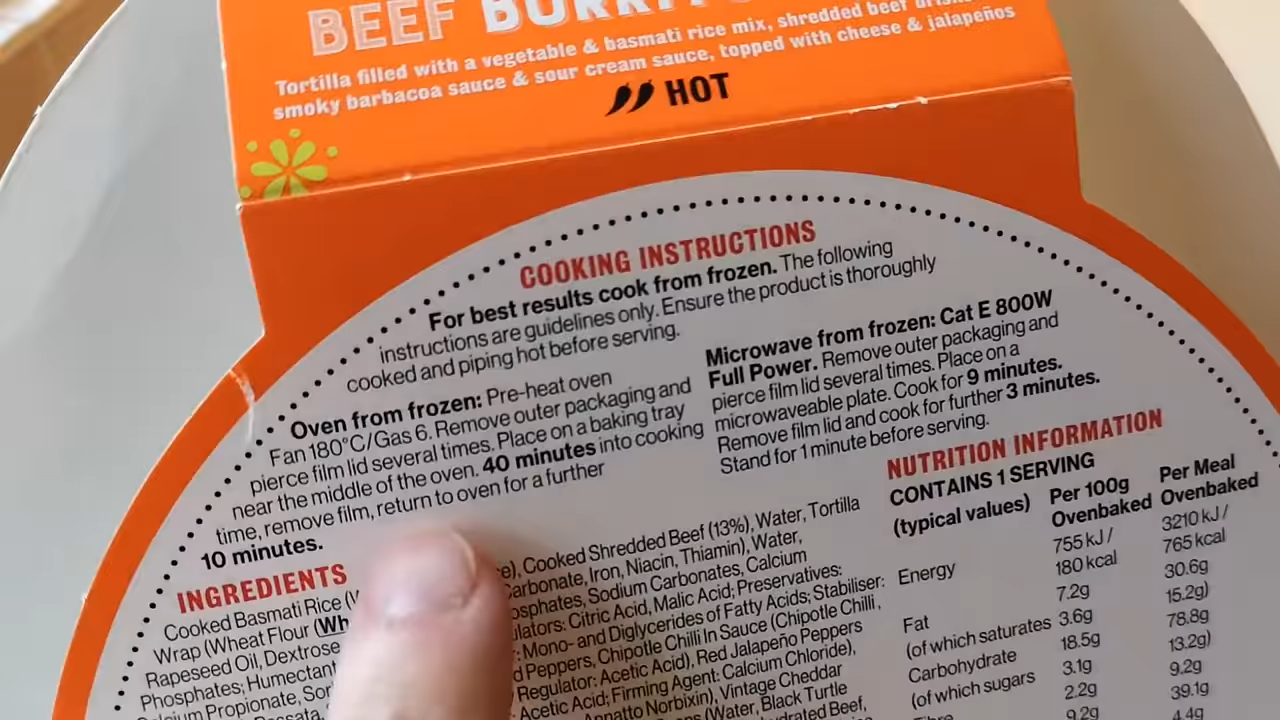 BEEF
Tortilla filled with a vegetable & basmati rice mix, shredded beef
smoky barbacoa sauce & sour cream sauce, topped with cheese & jalapeños
HOT
COOKING INSTRUCTIONS
For best results cook from frozen. The following
instructions are guidelines only. Ensure the product is thoroughly
cooked and piping hot before serving.
Oven from frozen: Pre-heat oven
Fan 180°C/Gas 6. Remove outer packaging and
pierce film lid several times. Place on a baking tray
near the middle of the oven. 40 minutes into cooking
time, remove film, return to oven for a further
10 minutes.
Microwave from frozen: Cat E 800W
Full Power. Remove outer packaging and
pierce film lid several times. Place on a
microwaveable plate. Cook for 9 minutes.
Remove film lid and cook for further 3 minutes.
Stand for 1 minute before serving.
INGREDIENTS
Cooked Basmati Rice Cooked Shredded Beef (13%), Water, Tortilla
Wrap (Wheat Flour Carbonate, Iron, Niacin, Thiamin), Water,
Rapeseed Oil, Dextrose Sodium Carbonates, Calcium
Phosphates; Humectant Citric Acid, Malic Acid; Preservatives:
Propionate, Mono- and Diglycerides of Fatty Acids; Stabiliser:
Peppers, Chipotle Chilli In Sauce (Chipotle Chilli,
Regulator: Acetic Acid), Red Jalapeño Peppers
Acetic Acid; Firming Agent: Calcium Chloride),
Norbixin), Vintage Cheddar
(Water, Black Turtle
Beef,
NUTRITION INFORMATION
CONTAINS 1 SERVING
(typical values) Per 100g Per Meal
Ovenbaked Ovenbaked
Energy 755 kJ / 3210 kJ /
180 kcal 765 kcal
Fat 7.2g 30.6g
(of which saturates 3.6g 15.2g)
Carbohydrate 18.5g 78.8g
(of which sugars 3.1g 13.2g)
2.2g 9.2g
9.2g 39.1g
4.4g